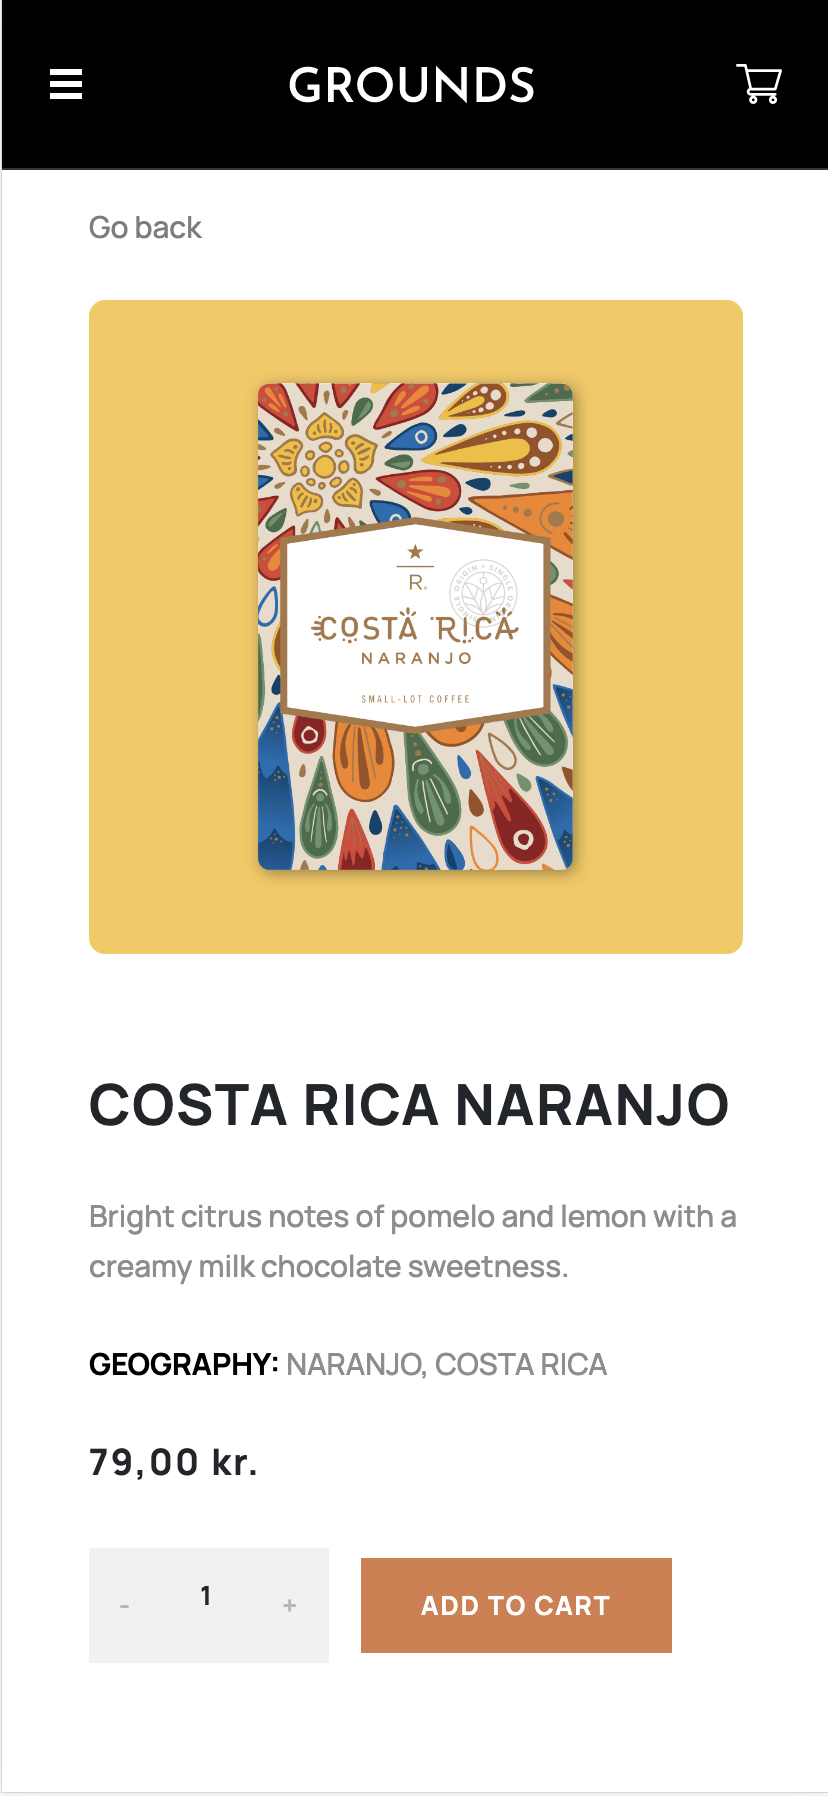 GROUNDS
Go back
R.
SINGLE ORIGIN • SINGLE
COSTA RICA
NARANJO
SMALL-LOT COFFEE
COSTA RICA NARANJO
Bright citrus notes of pomelo and lemon with a
creamy milk chocolate sweetness.
GEOGRAPHY: NARANJO, COSTA RICA
79,00 kr.
- 1 +
ADD TO CART